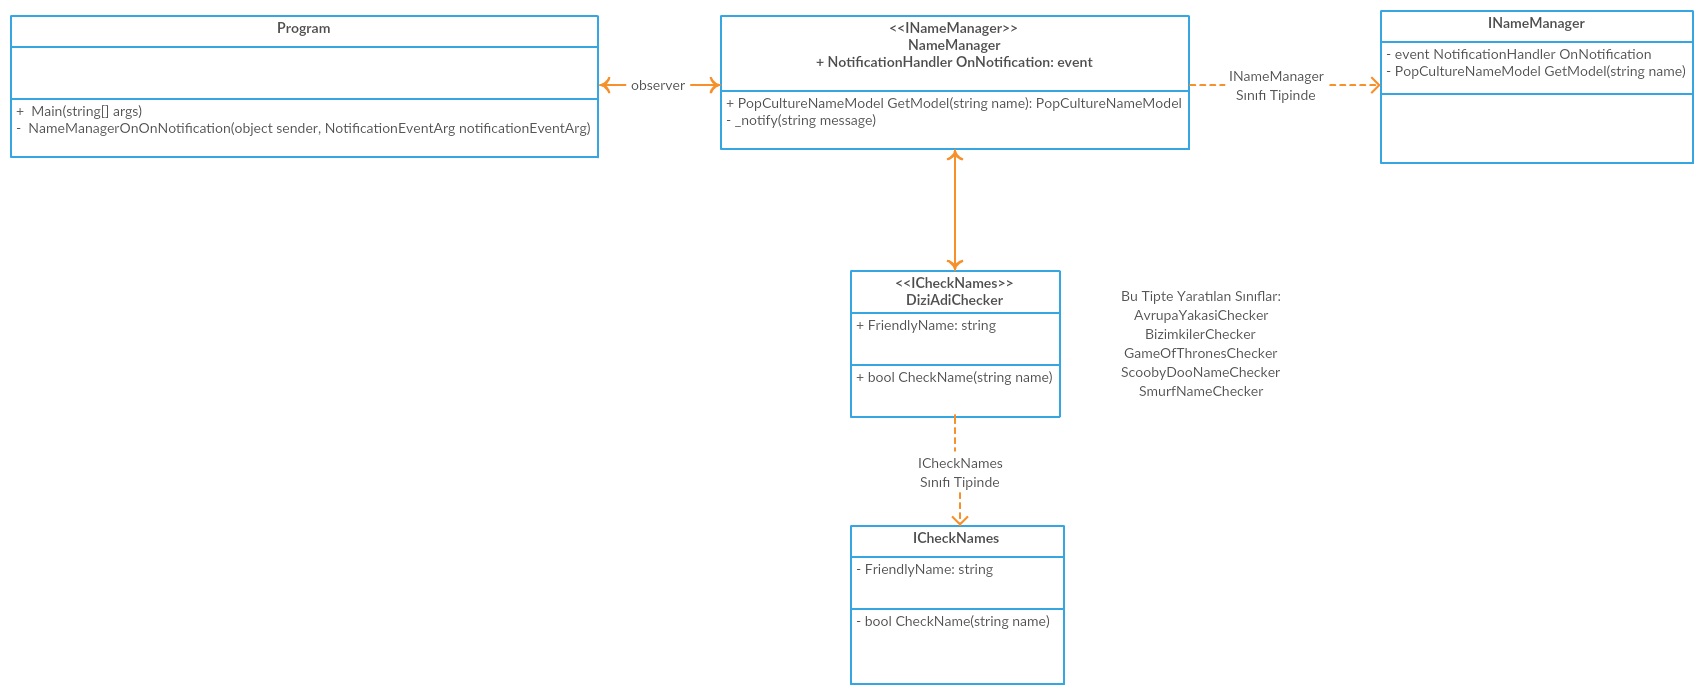 Program
+ Main(string[] args)
- NameManagerOnOnNotification(object sender, NotificationEventArg notificationEventArg)
observer
<<INameManager>>
NameManager
+ NotificationHandler OnNotification: event
+ PopCultureNameModel GetModel(string name): PopCultureNameModel
- _notify(string message)
INameManager
Sınıfı Tipinde
INameManager
- event NotificationHandler OnNotification
- PopCultureNameModel GetModel(string name)
<<ICheckNames>>
DiziAdiChecker
+ FriendlyName: string
+ bool CheckName(string name)
Bu Tipte Yaratılan Sınıflar:
AvrupaYakasiChecker
BizimkilerChecker
GameOfThronesChecker
ScoobyDooNameChecker
SmurfNameChecker
ICheckNames
Sınıfı Tipinde
ICheckNames
- FriendlyName: string
- bool CheckName(string name)